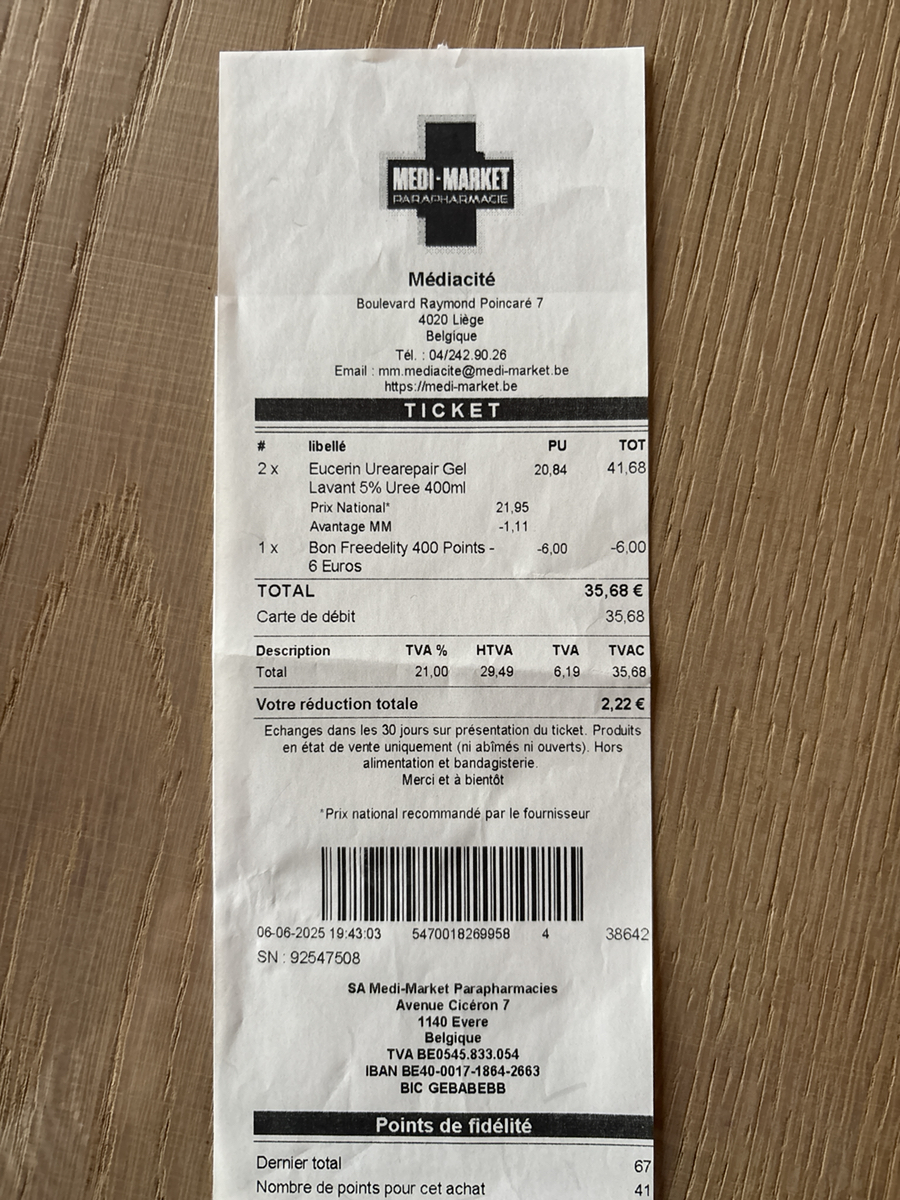 MEDI-MARKET
PARAPHARMACIE
Médiacité
Boulevard Raymond Poincaré 7
4020 Liège
Belgique
Tél. : 04/242.90.26
Email : mm.mediacite@medi-market.be
https://medi-market.be
TICKET
# libellé PU TOT
2 x Eucerin Urearepair Gel 20,84 41,68
Lavant 5% Uree 400ml
Prix National* 21,95
Avantage MM -1,11
1 x Bon Freedelity 400 Points - -6,00 -6,00
6 Euros
TOTAL 35,68 €
Carte de débit 35,68
Description TVA % HTVA TVA TVAC
Total 21,00 29,49 6,19 35,68
Votre réduction totale 2,22 €
Echanges dans les 30 jours sur présentation du ticket. Produits
en état de vente uniquement (ni abîmés ni ouverts). Hors
alimentation et bandagisterie.
Merci et à bientôt
*Prix national recommandé par le fournisseur
06-06-2025 19:43:03 5470018269958 4 38642
SN : 92547508
SA Medi-Market Parapharmacies
Avenue Cicéron 7
1140 Evere
Belgique
TVA BE0545.833.054
IBAN BE40-0017-1864-2663
BIC GEBABEBB
Points de fidélité
Dernier total 67
Nombre de points pour cet achat 41